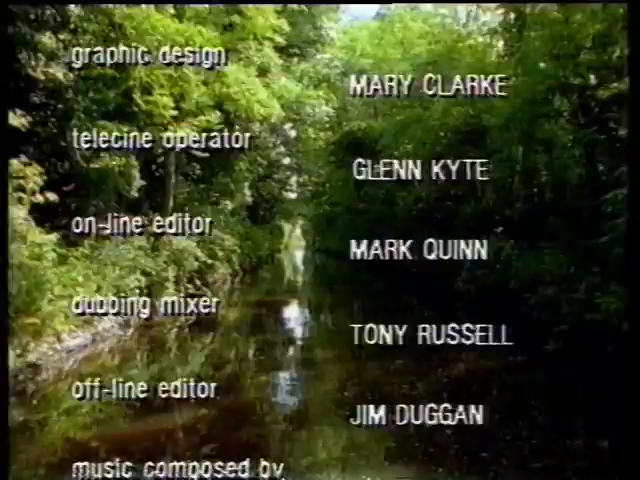 graphic design
MARY CLARKE
telecine operator
GLENN KYTE
on-line editor
MARK QUINN
dubbing mixer
TONY RUSSELL
off-line editor
JIM DUGGAN
music composed by